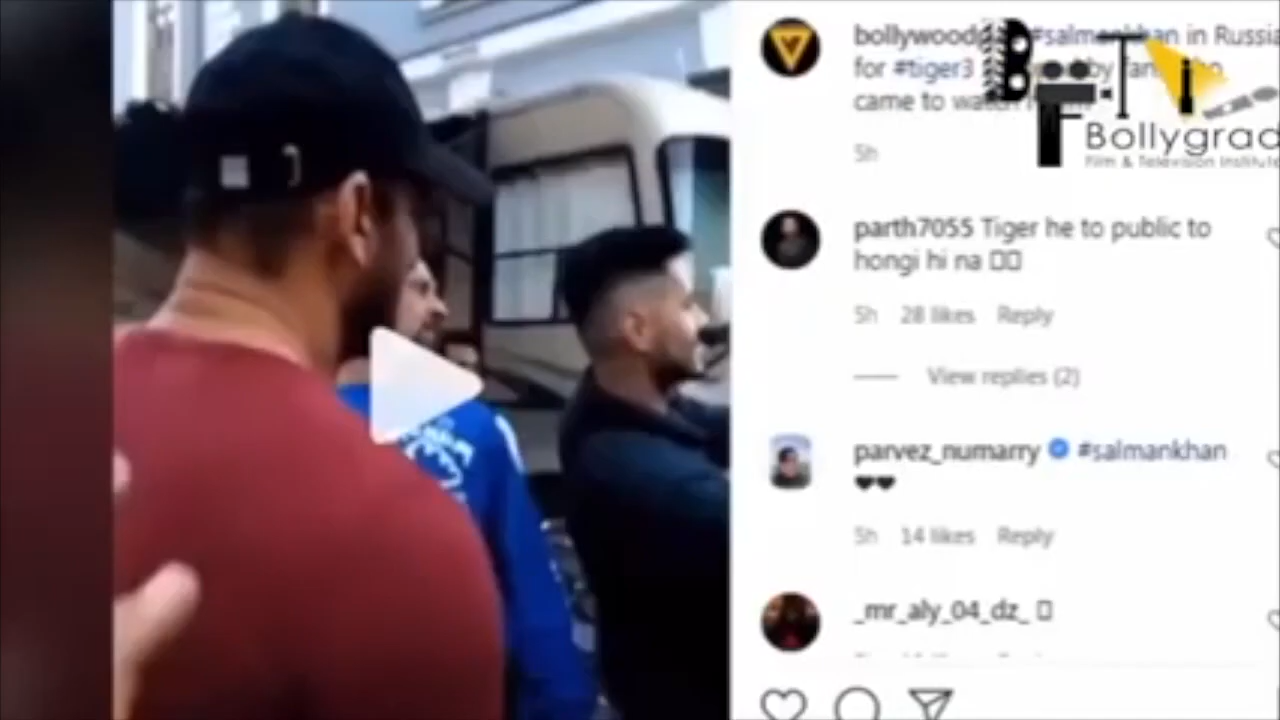 #salmankhan in Russia
for #tiger3 by fans who
came to watch
5h
Bollygrad
Film & Television Institute
parth7055 Tiger he to public to
hongi hi na
5h 28 likes Reply
View replies (2)
parvez_numarry #salmankhan
5h 14 likes Reply
_mr_aly_04_dz_